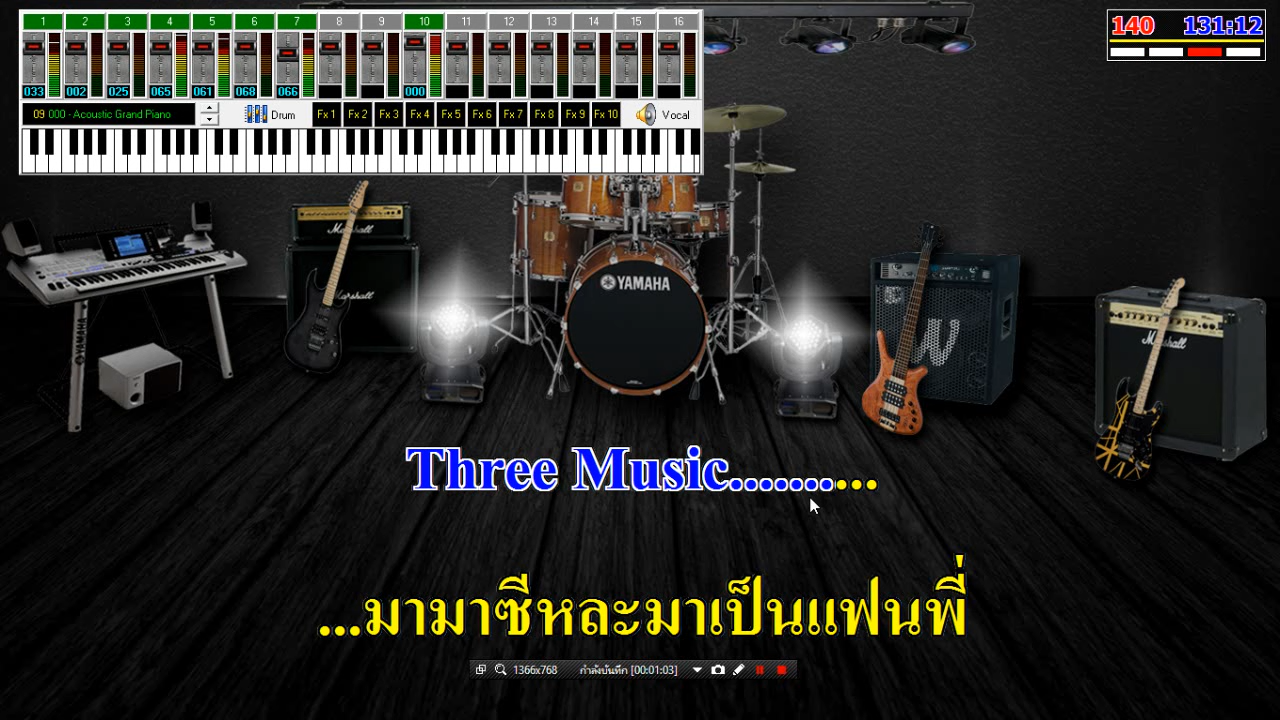 1 2 3 4 5 6 7 8 9 10 11 12 13 14 15 16
140 131:12
033 002 025 065 061 068 066 000
09 000 - Acoustic Grand Piano Drum Fx 1 Fx 2 Fx 3 Fx 4 Fx 5 Fx 6 Fx 7 Fx 8 Fx 9 Fx 10 Vocal
Marshall
YAMAHA
Marshall
YAMAHA
W
Marshall
Three Music..........
...มามาซีหละมาเป็นแฟนพี่
1366x768 กำลังบันทึก [00:01:03]